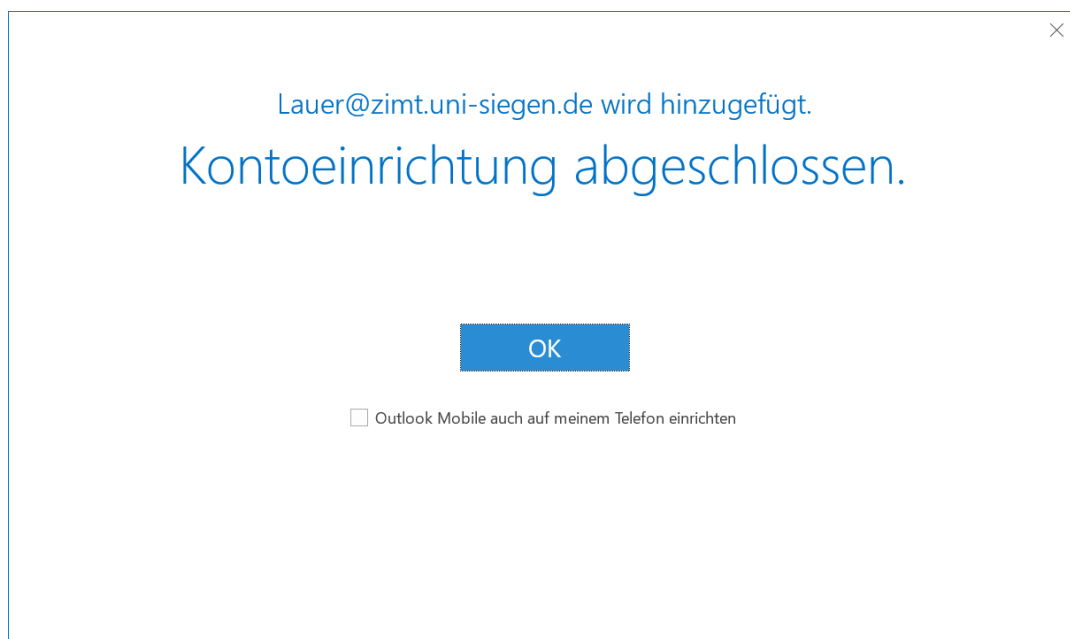 Lauer@zimt.uni-siegen.de wird hinzugefügt.
Kontoeinrichtung abgeschlossen.
OK
Outlook Mobile auch auf meinem Telefon einrichten